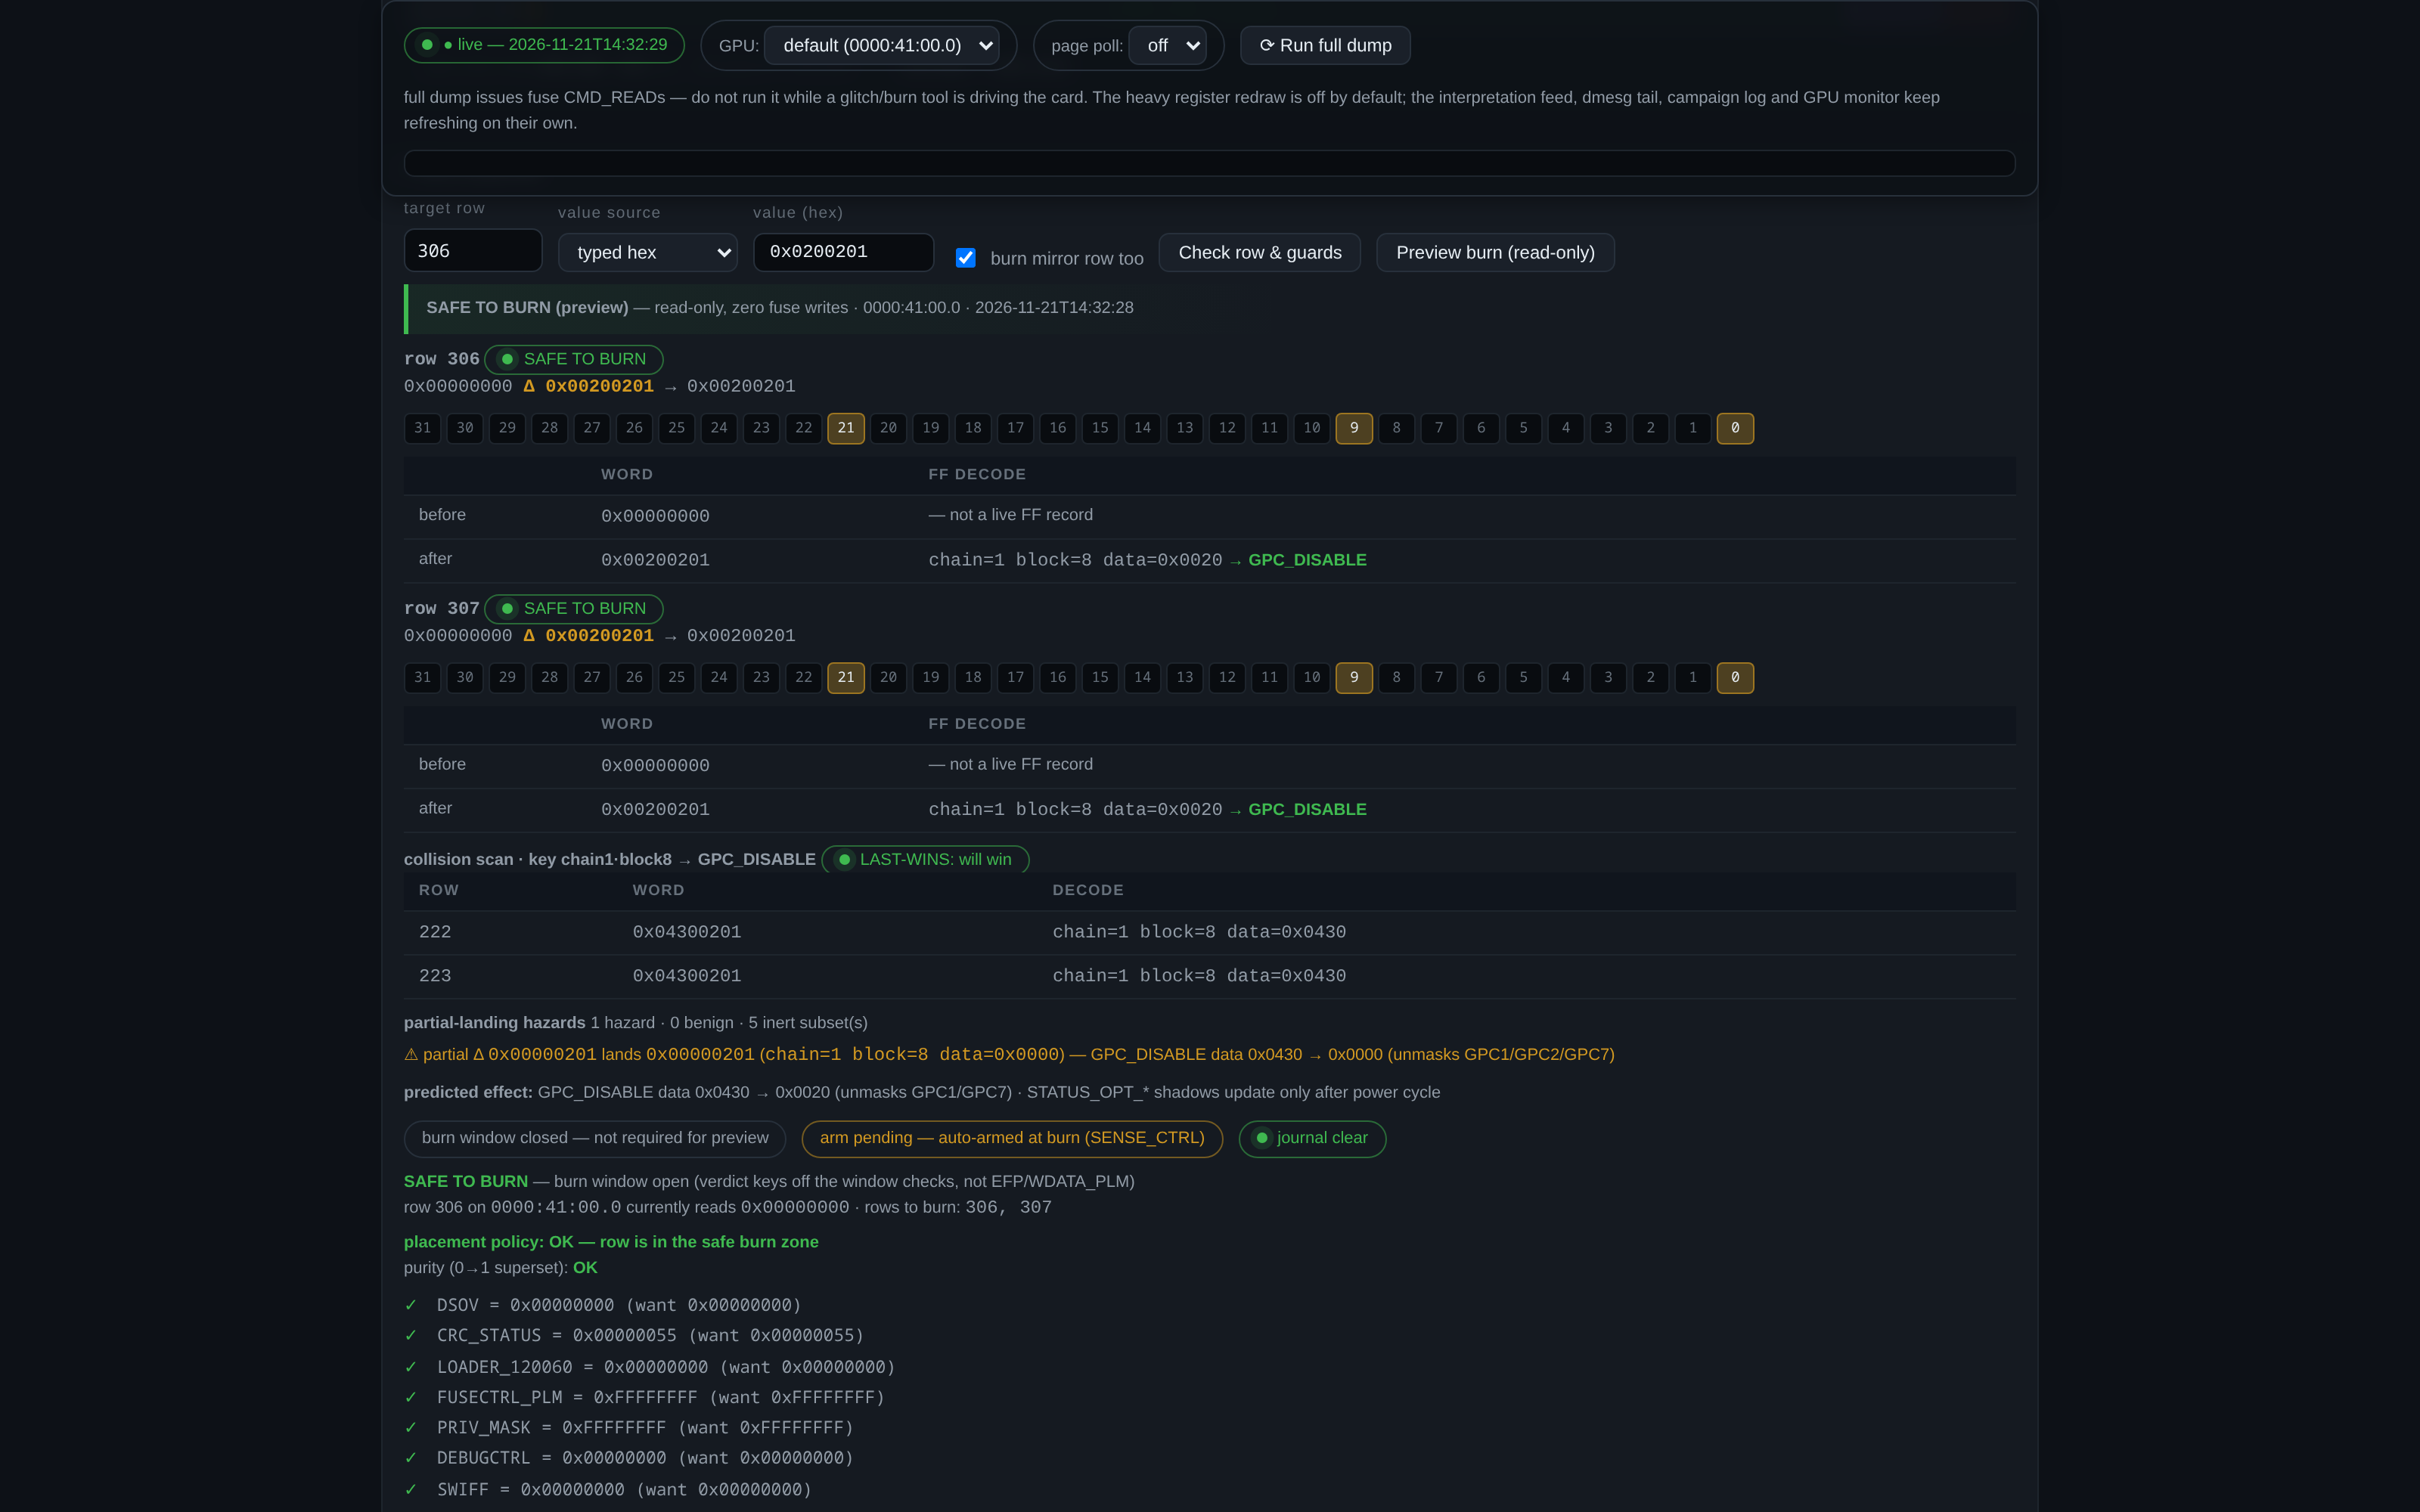 ● live — 2026-11-21T14:32:29 GPU: default (0000:41:00.0) page poll: off ⟳ Run full dump
full dump issues fuse CMD_READs — do not run it while a glitch/burn tool is driving the card. The heavy register redraw is off by default; the interpretation feed, dmesg tail, campaign log and GPU monitor keep
refreshing on their own.
target row value source value (hex)
306 typed hex 0x0200201 burn mirror row too Check row & guards Preview burn (read-only)
SAFE TO BURN (preview) — read-only, zero fuse writes · 0000:41:00.0 · 2026-11-21T14:32:28
row 306 SAFE TO BURN
0x00000000 Δ 0x00200201 → 0x00200201
31 30 29 28 27 26 25 24 23 22 21 20 19 18 17 16 15 14 13 12 11 10 9 8 7 6 5 4 3 2 1 0
WORD FF DECODE
before 0x00000000 — not a live FF record
after 0x00200201 chain=1 block=8 data=0x0020 → GPC_DISABLE
row 307 SAFE TO BURN
0x00000000 Δ 0x00200201 → 0x00200201
31 30 29 28 27 26 25 24 23 22 21 20 19 18 17 16 15 14 13 12 11 10 9 8 7 6 5 4 3 2 1 0
WORD FF DECODE
before 0x00000000 — not a live FF record
after 0x00200201 chain=1 block=8 data=0x0020 → GPC_DISABLE
collision scan · key chain1·block8 → GPC_DISABLE LAST-WINS: will win
ROW WORD DECODE
222 0x04300201 chain=1 block=8 data=0x0430
223 0x04300201 chain=1 block=8 data=0x0430
partial-landing hazards 1 hazard · 0 benign · 5 inert subset(s)
⚠ partial Δ 0x00000201 lands 0x00000201 (chain=1 block=8 data=0x0000) — GPC_DISABLE data 0x0430 → 0x0000 (unmasks GPC1/GPC2/GPC7)
predicted effect: GPC_DISABLE data 0x0430 → 0x0020 (unmasks GPC1/GPC7) · STATUS_OPT_* shadows update only after power cycle
burn window closed — not required for preview arm pending — auto-armed at burn (SENSE_CTRL) journal clear
SAFE TO BURN — burn window open (verdict keys off the window checks, not EFP/WDATA_PLM)
row 306 on 0000:41:00.0 currently reads 0x00000000 · rows to burn: 306, 307
placement policy: OK — row is in the safe burn zone
purity (0→1 superset): OK
✓ DSOV = 0x00000000 (want 0x00000000)
✓ CRC_STATUS = 0x00000055 (want 0x00000055)
✓ LOADER_120060 = 0x00000000 (want 0x00000000)
✓ FUSECTRL_PLM = 0xFFFFFFFF (want 0xFFFFFFFF)
✓ PRIV_MASK = 0xFFFFFFFF (want 0xFFFFFFFF)
✓ DEBUGCTRL = 0x00000000 (want 0x00000000)
✓ SWIFF = 0x00000000 (want 0x00000000)